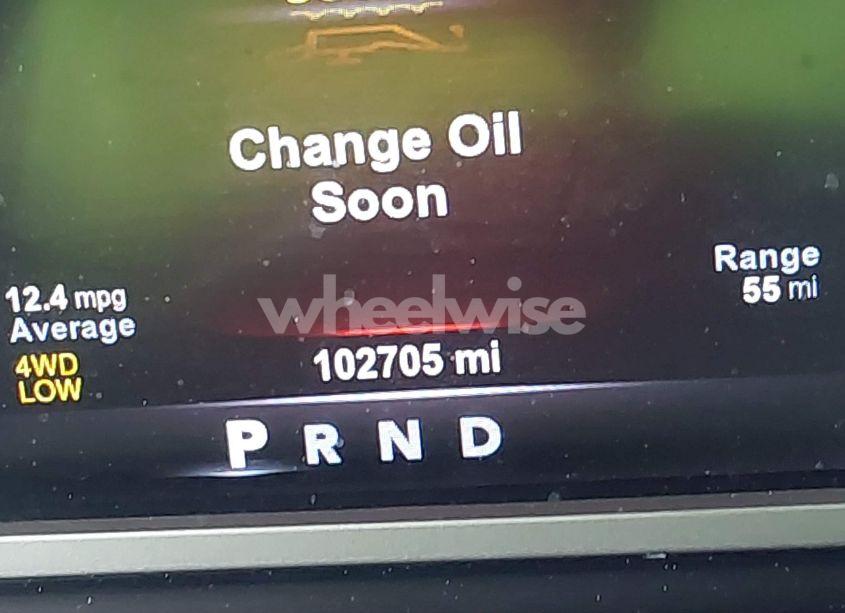 Change Oil
Soon
Range
55 mi
12.4 mpg
Average
wheelwise
4WD
LOW
102705 mi
P R N D